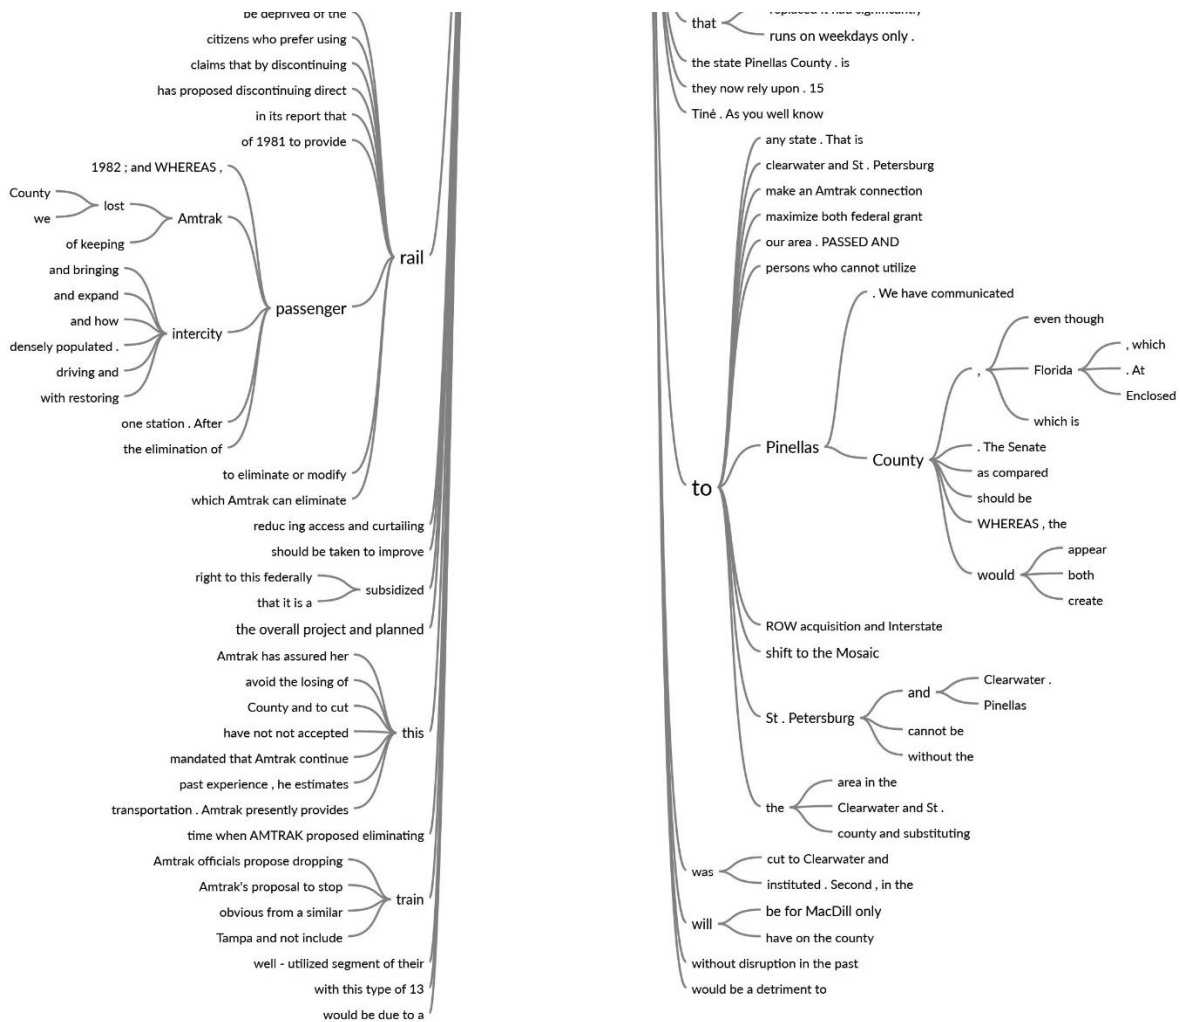 be deprived of the
citizens who prefer using
claims that by discontinuing
has proposed discontinuing direct
in its report that
of 1981 to provide
1982 ; and WHEREAS ,
County
we
lost
Amtrak
of keeping
and bringing
and expand
and how
densely populated .
driving and
with restoring
intercity
passenger
one station . After
the elimination of
rail
to eliminate or modify
which Amtrak can eliminate
reduc ing access and curtailing
should be taken to improve
right to this federally
that it is a
subsidized
the overall project and planned
Amtrak has assured her
avoid the losing of
County and to cut
have not not accepted
mandated that Amtrak continue
past experience , he estimates
transportation . Amtrak presently provides
this
time when AMTRAK proposed eliminating
Amtrak officials propose dropping
Amtrak's proposal to stop
obvious from a similar
Tampa and not include
train
well - utilized segment of their
with this type of 13
would be due to a
that
replaced it had significantly
runs on weekdays only .
the state Pinellas County . is
they now rely upon . 15
Tiné . As you well know
to
any state . That is
clearwater and St . Petersburg
make an Amtrak connection
maximize both federal grant
our area . PASSED AND
persons who cannot utilize
Pinellas
. We have communicated
County
,
even though
Florida
, which
. At
Enclosed
which is
. The Senate
as compared
should be
WHEREAS , the
would
appear
both
create
ROW acquisition and Interstate
shift to the Mosaic
St . Petersburg
and
Clearwater .
Pinellas
cannot be
without the
the
area in the
Clearwater and St .
county and substituting
was
cut to Clearwater and
instituted . Second , in the
will
be for MacDill only
have on the county
without disruption in the past
would be a detriment to